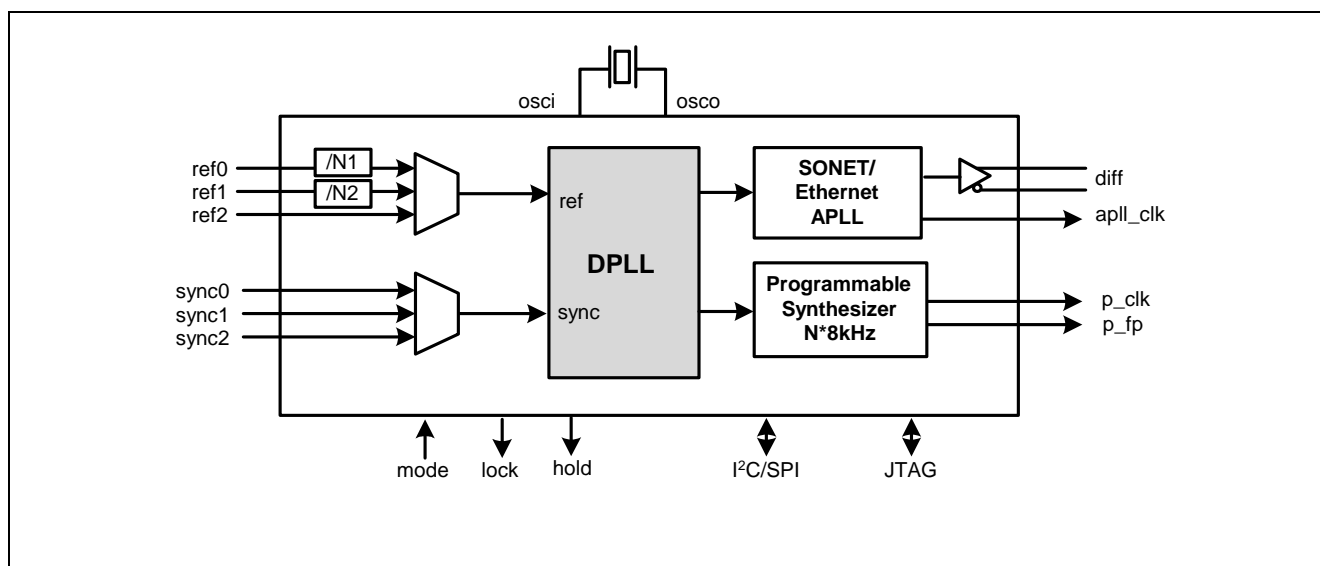 osci
osco
ref0
/N1
ref1
/N2
ref2
ref
sync0
sync1
sync2
sync
DPLL
SONET/
Ethernet
APLL
diff
apll_clk
Programmable
Synthesizer
N*8kHz
p_clk
p_fp
mode
lock
hold
I²C/SPI
JTAG